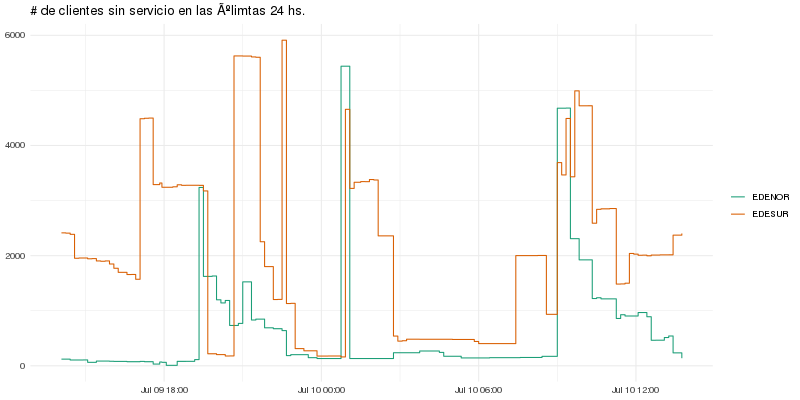 # de clientes sin servicio en las Ãºlimtas 24 hs.
6000
4000
2000
0
Jul 09 18:00
Jul 10 00:00
Jul 10 06:00
Jul 10 12:00
EDENOR
EDESUR